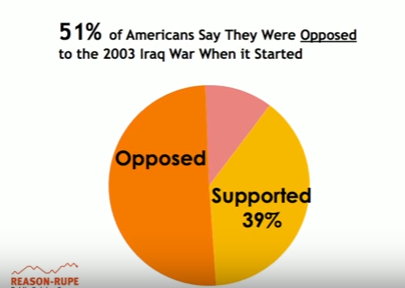 51% of Americans Say They Were Opposed
to the 2003 Iraq War When it Started
Opposed
Supported
39%
REASON-RUPE